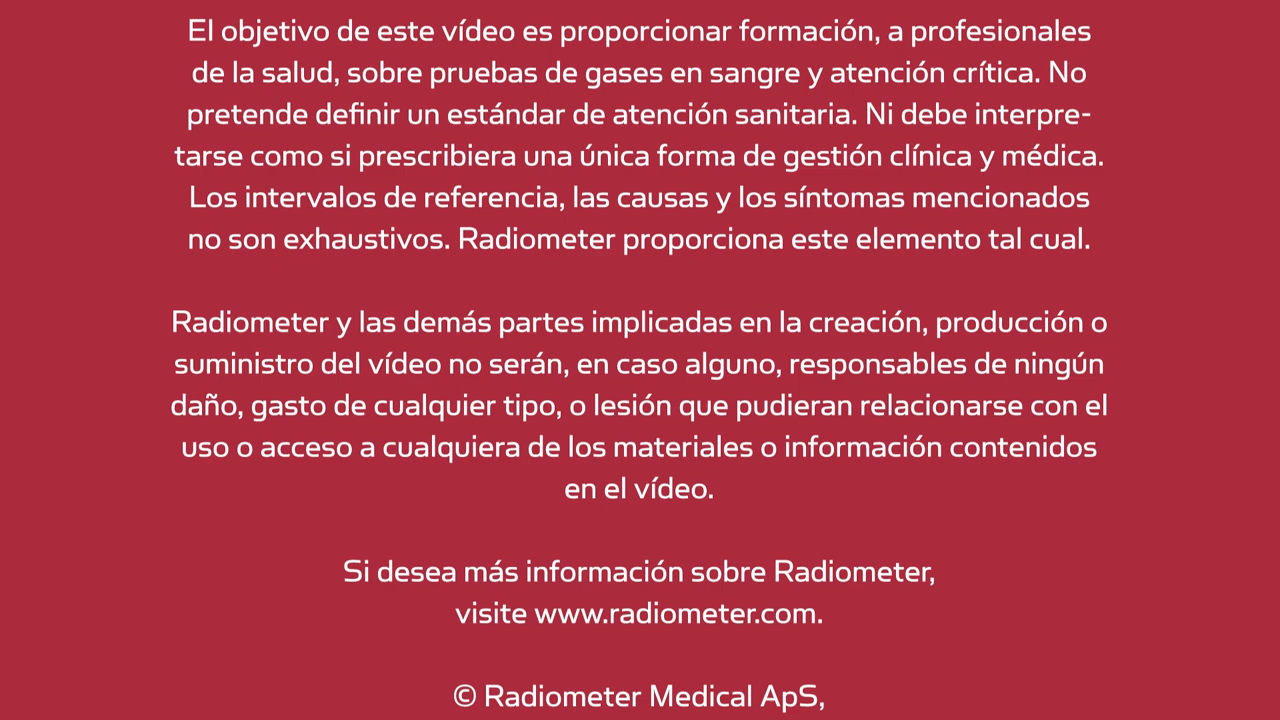 El objetivo de este vídeo es proporcionar formación, a profesionales
de la salud, sobre pruebas de gases en sangre y atención crítica. No
pretende definir un estándar de atención sanitaria. Ni debe interpre-
tarse como si prescribiera una única forma de gestión clínica y médica.
Los intervalos de referencia, las causas y los síntomas mencionados
no son exhaustivos. Radiometer proporciona este elemento tal cual.
Radiometer y las demás partes implicadas en la creación, producción o
suministro del vídeo no serán, en caso alguno, responsables de ningún
daño, gasto de cualquier tipo, o lesión que pudieran relacionarse con el
uso o acceso a cualquiera de los materiales o información contenidos
en el vídeo.
Si desea más información sobre Radiometer,
visite www.radiometer.com.
© Radiometer Medical ApS,